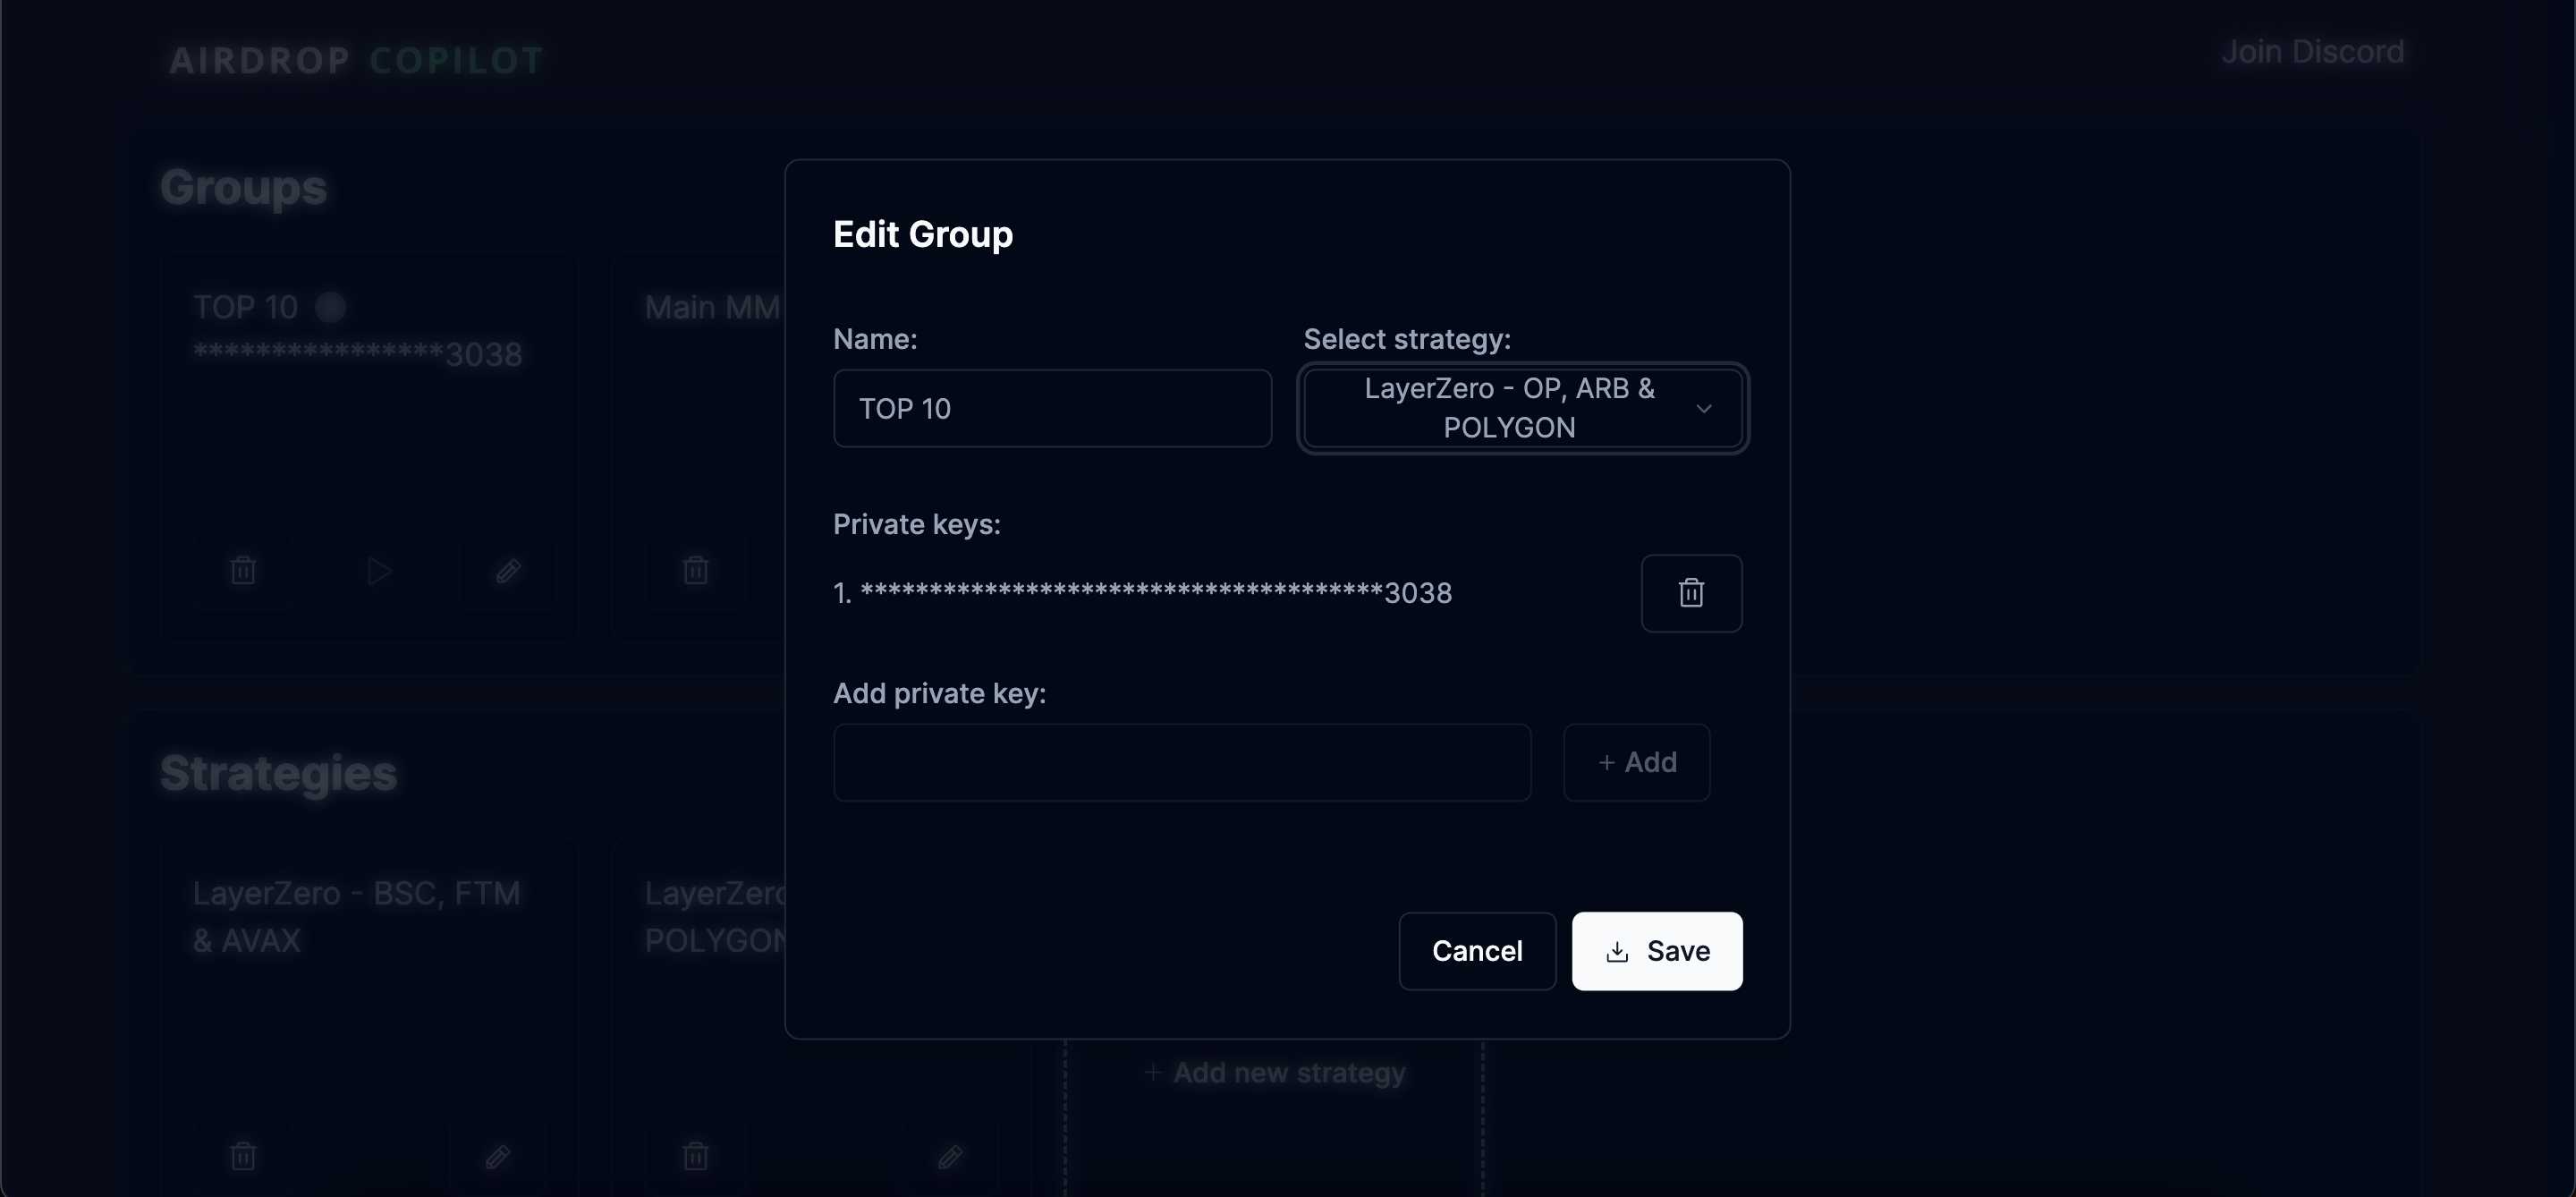 AIRDROP COPILOT
Join Discord
Groups
TOP 10
****************3038
Main MM
Edit Group
Name:
Select strategy:
TOP 10
LayerZero - OP, ARB &
POLYGON
Private keys:
1. **************************************3038
Add private key:
+ Add
Cancel
Save
Strategies
LayerZero - BSC, FTM
& AVAX
LayerZero
POLYGON
+ Add new strategy